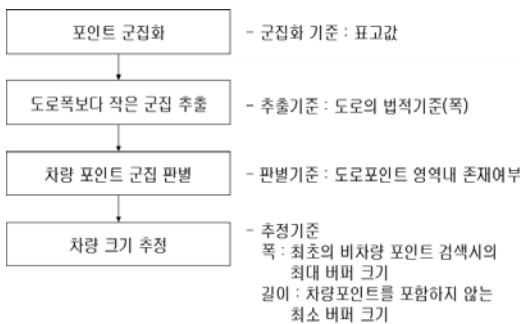 포인트 군집화
- 군집화 기준 : 표고값
도로폭보다 작은 군집 추출
- 추출기준 : 도로의 법적기준(폭)
차량 포인트 군집 판별
- 판별기준 : 도로포인트 영역내 존재여부
차량 크기 추정
- 추정기준
폭 : 최초의 비차량 포인트 검색시의
최대 버퍼 크기
길이 : 차량포인트를 포함하지 않는
최소 버퍼 크기